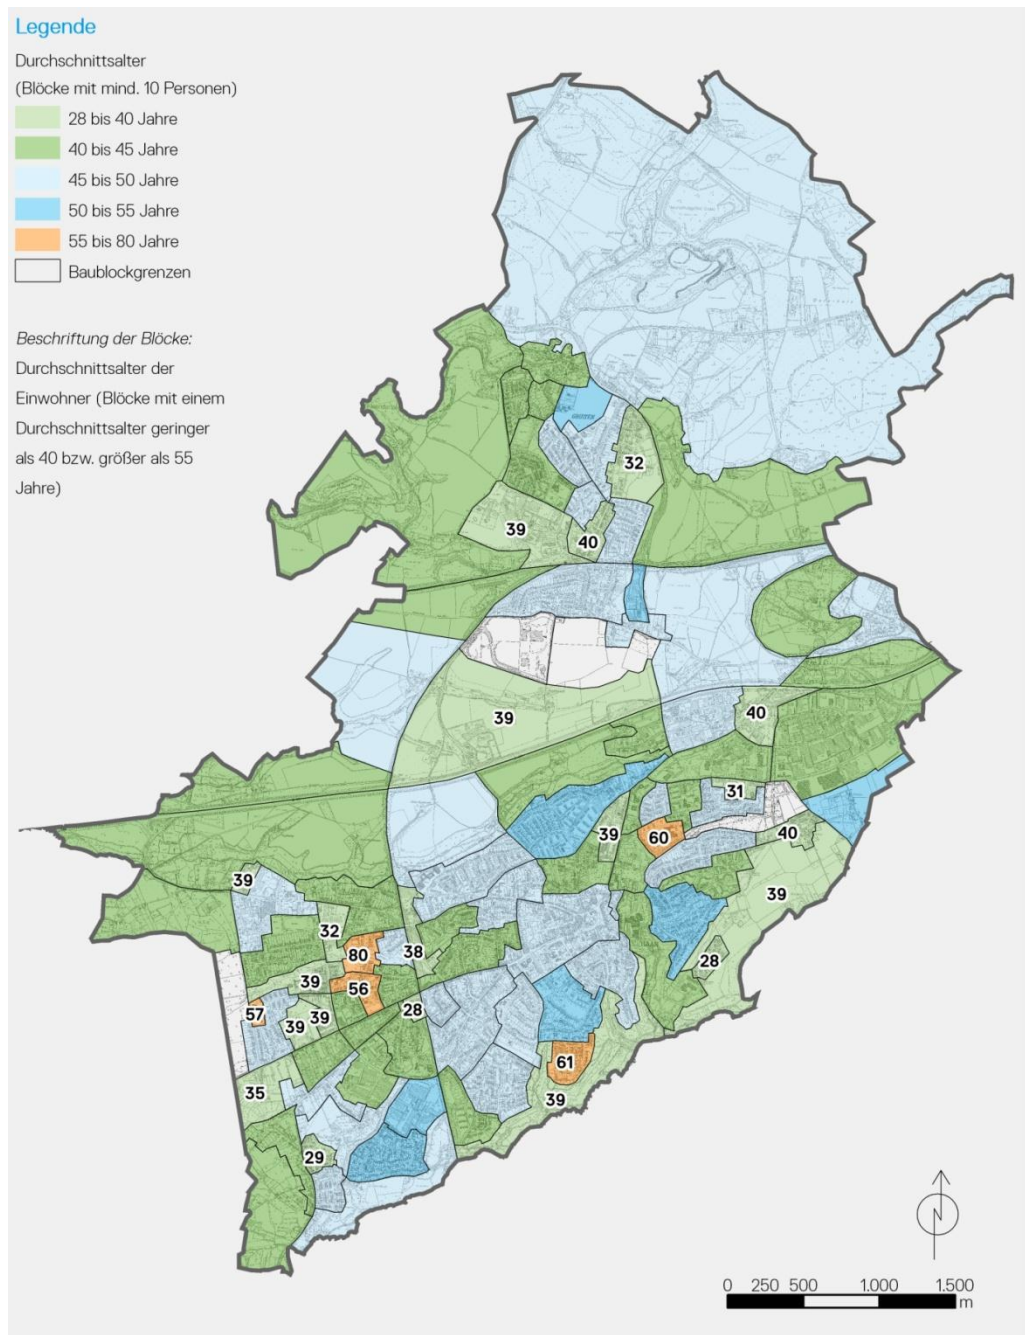 Legende
Durchschnittsalter
(Blöcke mit mind. 10 Personen)
28 bis 40 Jahre
40 bis 45 Jahre
45 bis 50 Jahre
50 bis 55 Jahre
55 bis 80 Jahre
Baublockgrenzen
Beschriftung der Blöcke:
Durchschnittsalter der
Einwohner (Blöcke mit einem
Durchschnittsalter geringer
als 40 bzw. größer als 55
Jahre)
32
39
40
39
40
31
39
60
40
39
39
32
38
80
28
39
56
57
39
39
28
61
35
39
29
0 250 500 1.000 1.500
m